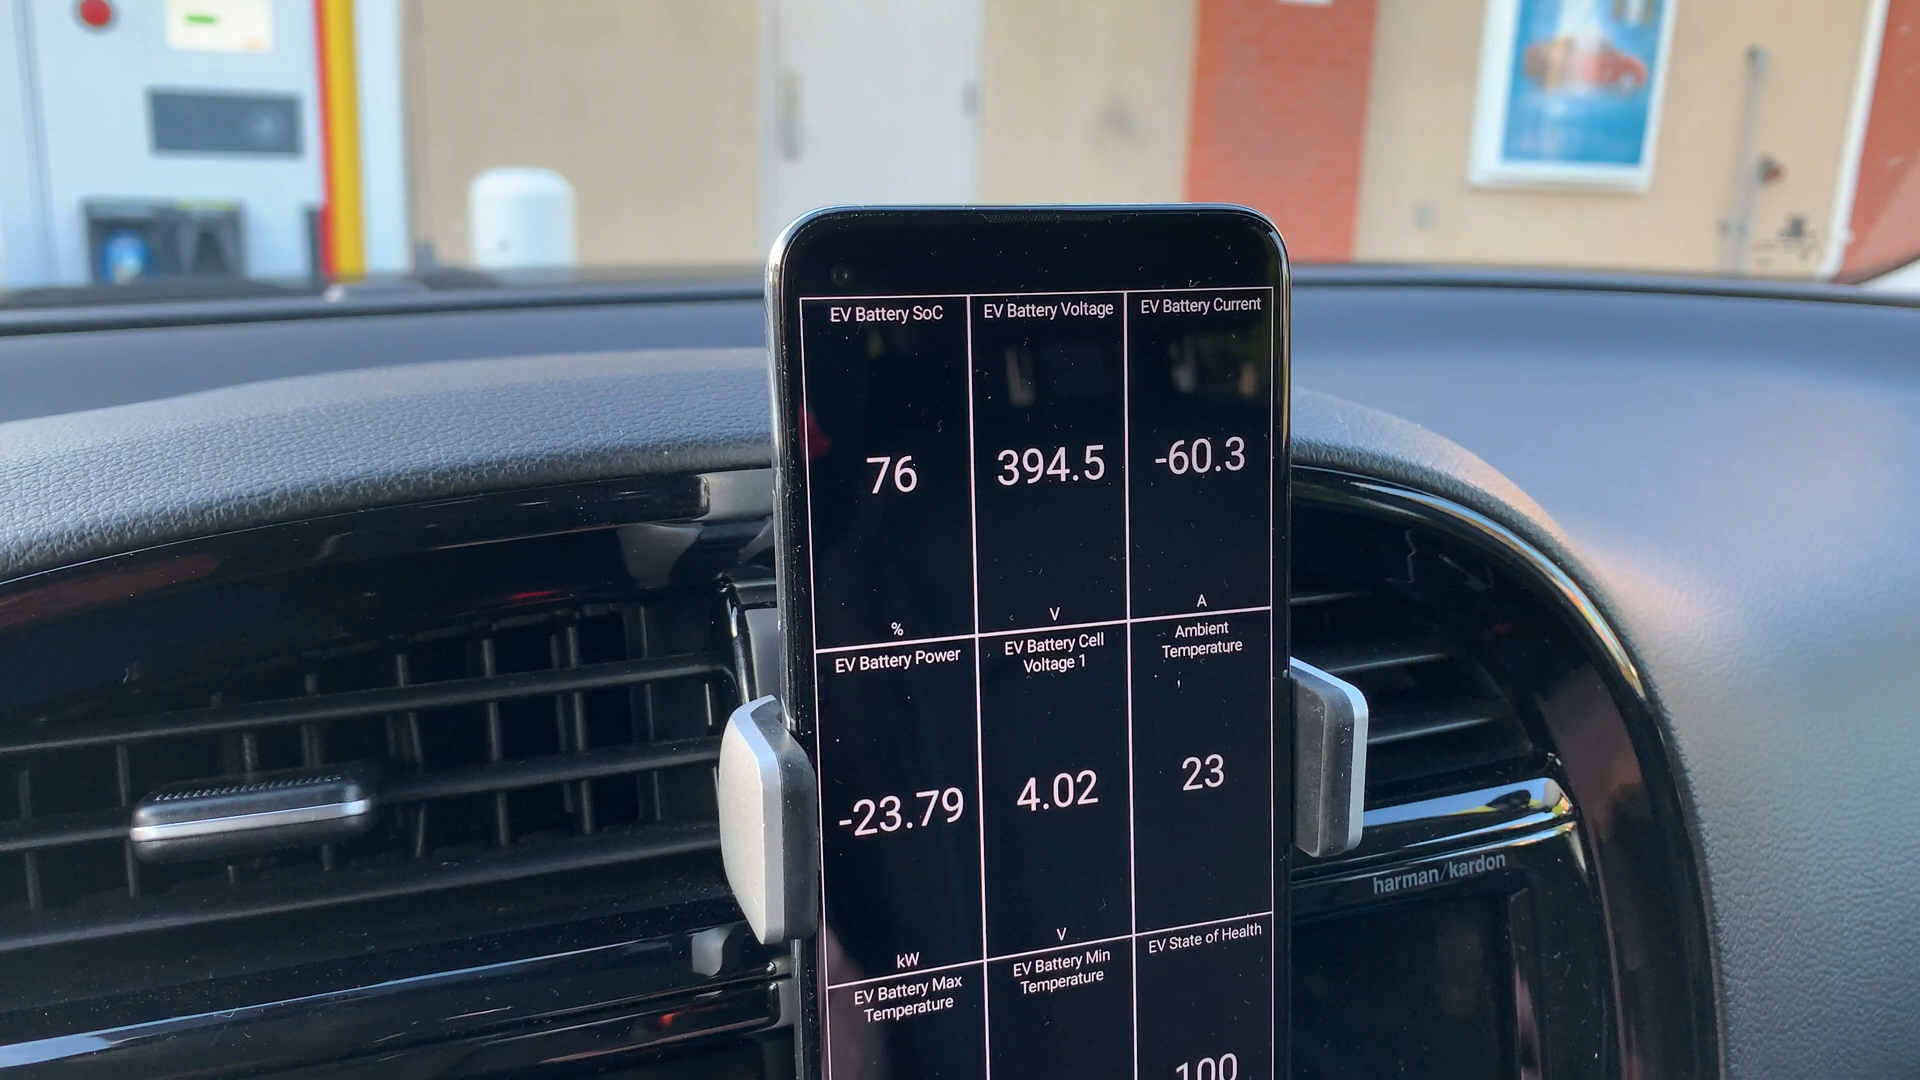 EV Battery SoC
76
%
EV Battery Voltage
394.5
V
EV Battery Current
-60.3
A
EV Battery Power
-23.79
kW
EV Battery Cell
Voltage 1
4.02
V
Ambient
Temperature
23
EV Battery Max
Temperature
EV Battery Min
Temperature
EV State of Health
100
harman/kardon